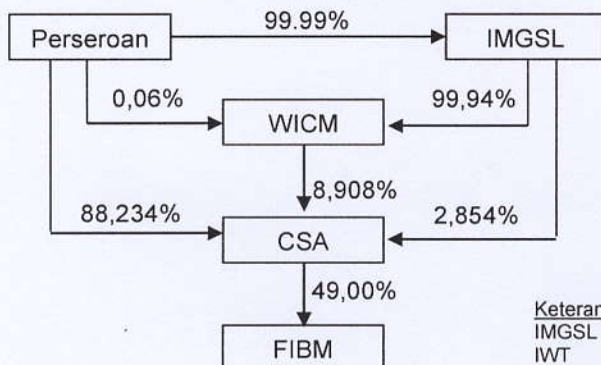 Perseroan
99.99%
IMGSL
0,06%
99,94%
WICM
8,908%
88,234%
2,854%
CSA
49,00%
FIBM
IMGSL
IWT